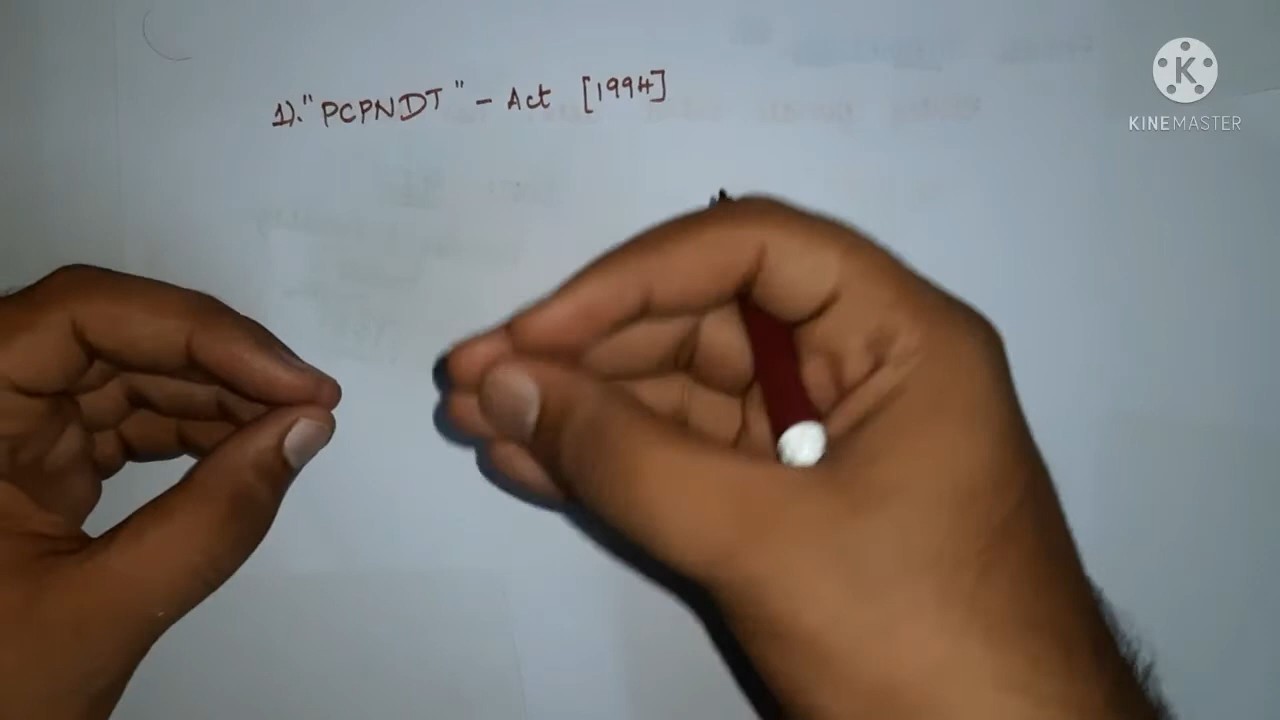 1). "PCPNDT" - Act [1994]
K
KINEMASTER